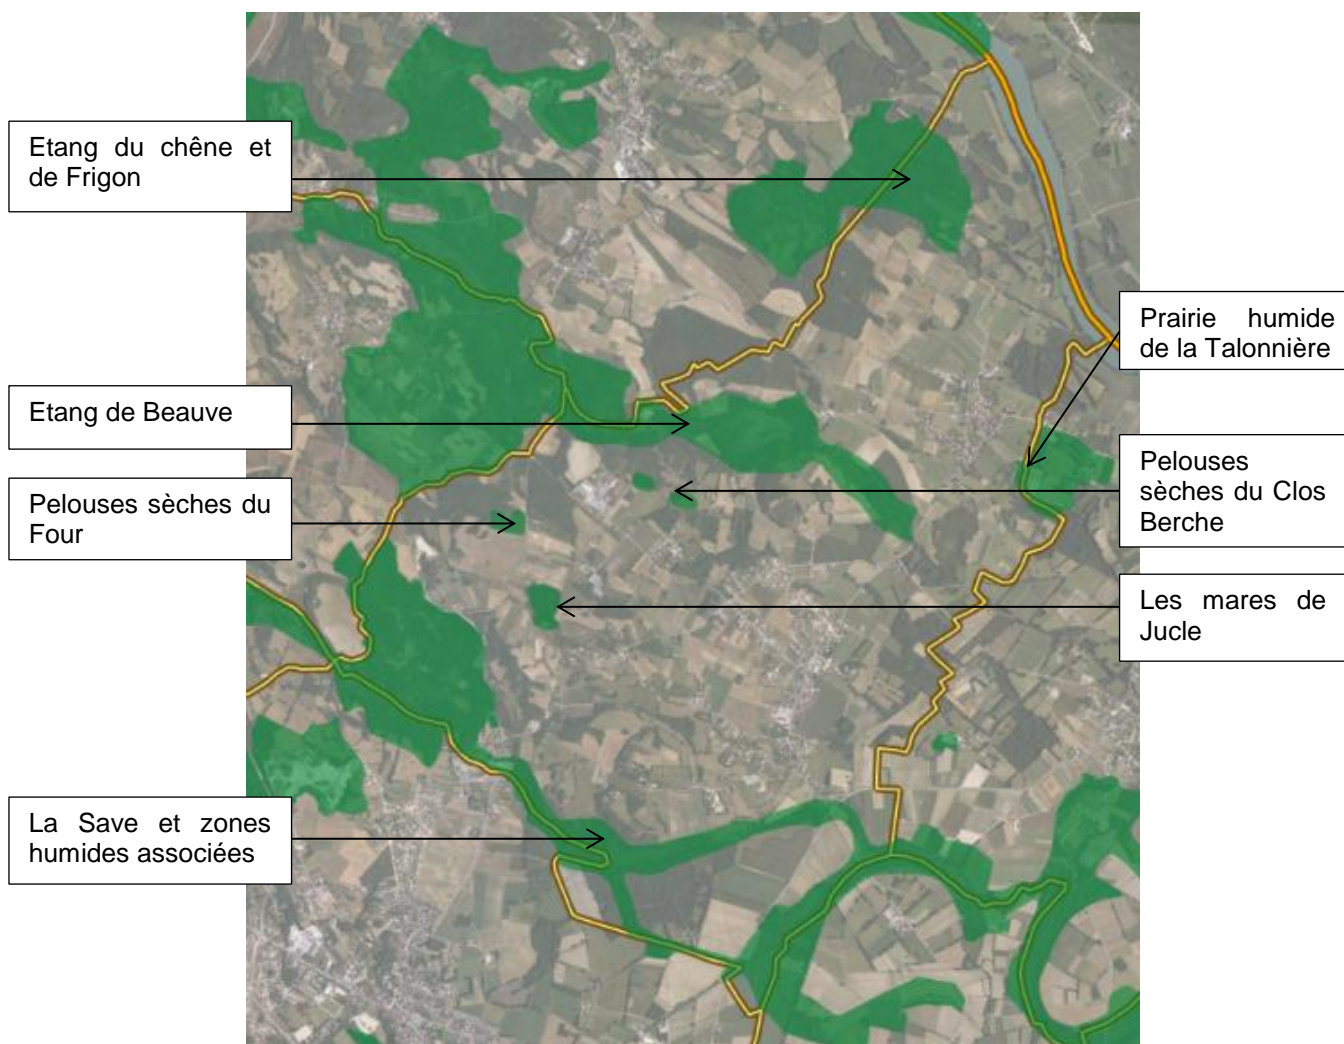 Etang du chêne et
de Frigon
Etang de Beauve
Pelouses sèches du
Four
La Save et zones
humides associées
Prairie humide
de la Talonnière
Pelouses
sèches du Clos
Berche
Les mares de
Jucle